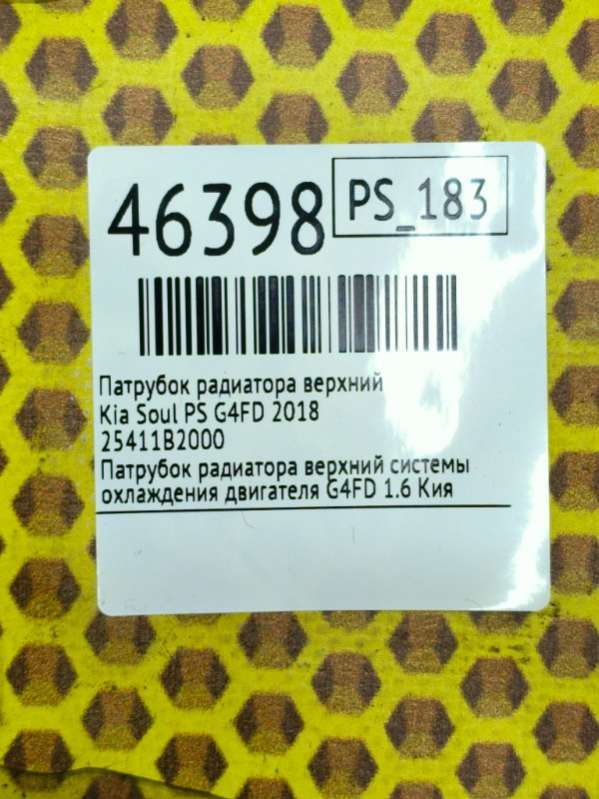 46398
PS_183
Патрубок радиатора верхний
Kia Soul PS G4FD 2018
25411B2000
Патрубок радиатора верхний системы
охлаждения двигателя G4FD 1.6 Кия